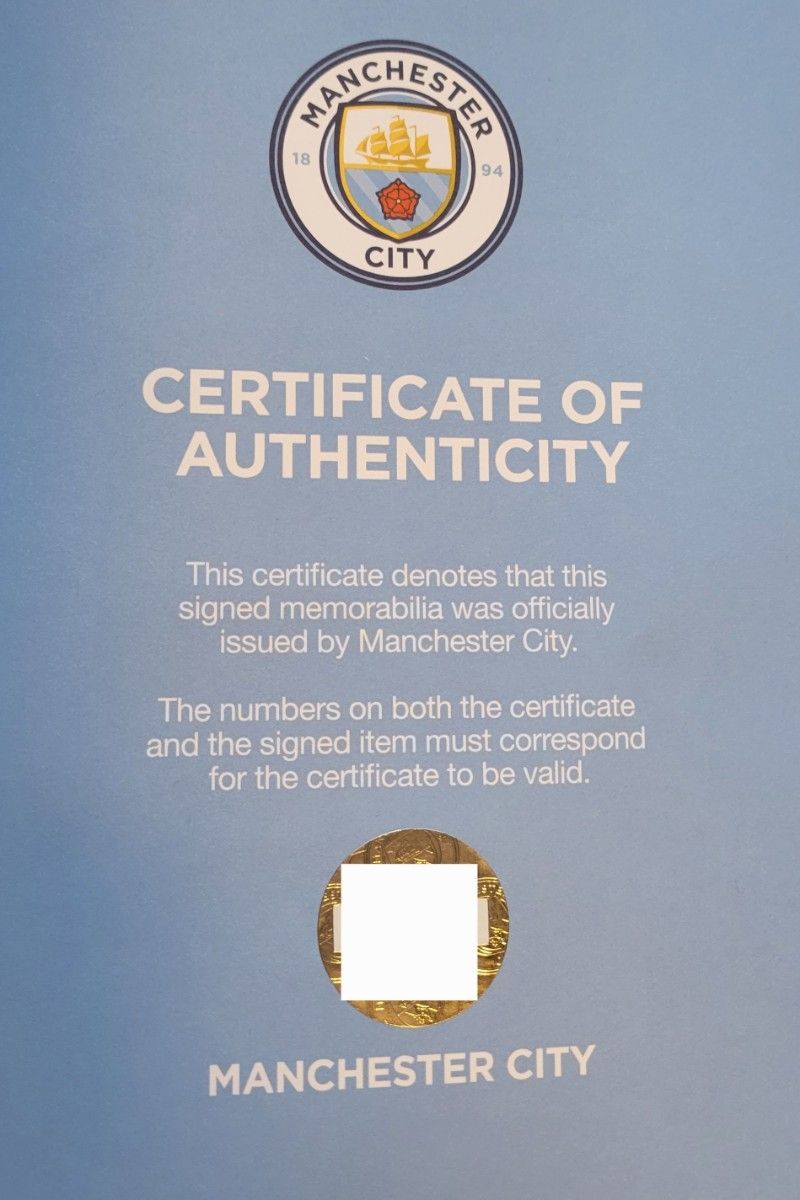 MANCHESTER
18 94
CITY
CERTIFICATE OF
AUTHENTICITY
This certificate denotes that this
signed memorabilia was officially
issued by Manchester City.
The numbers on both the certificate
and the signed item must correspond
for the certificate to be valid.
MANCHESTER CITY